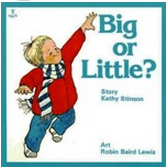 Big
or
Little?
Story
Kathy Stinson
Art
Robin Baird Lewis